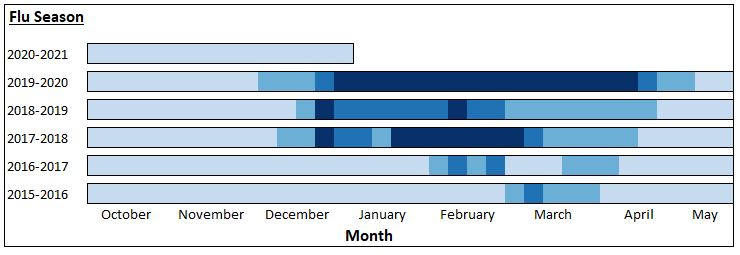 Flu Season
2020-2021
2019-2020
2018-2019
2017-2018
2016-2017
2015-2016
October November December January February March April May
Month